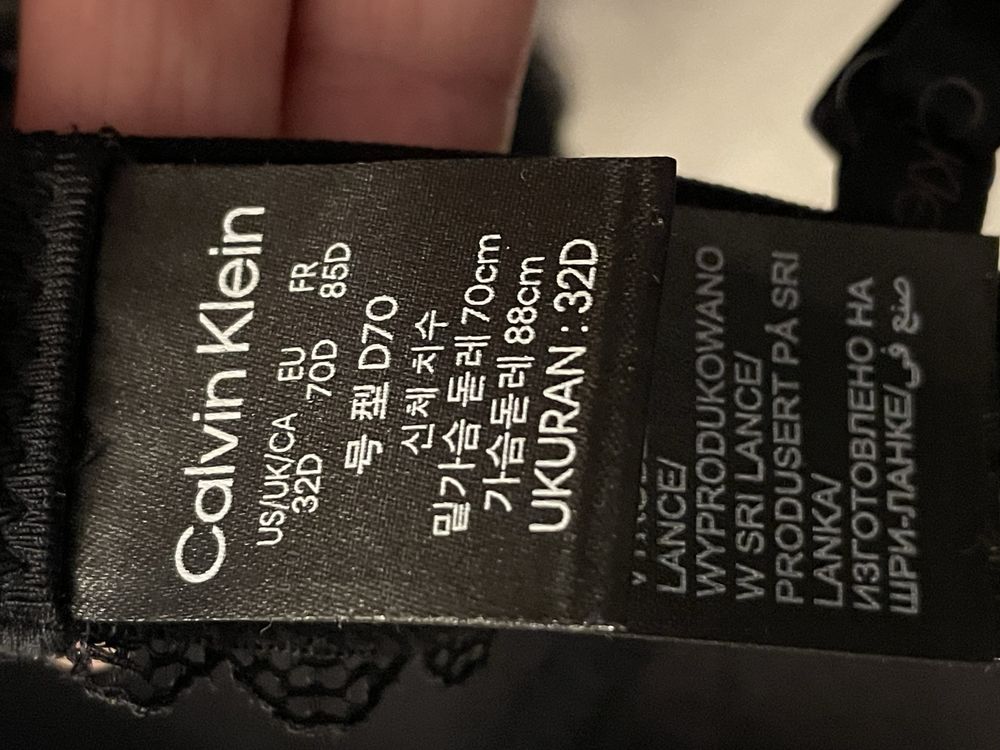 Calvin Klein
US/UK/CA EU FR
32D 70D 85D
号型 D70
신체 치수
밑가슴 둘레 70cm
가슴둘레 88cm
UKURAN : 32D
LANCE/
WYPRODUKOWANO
W SRI LANCE/
PRODUSERT PÅ SRI
LANKA/
ИЗГОТОВЛЕНО НА
ШРИ-ЛАНКЕ/صنع في